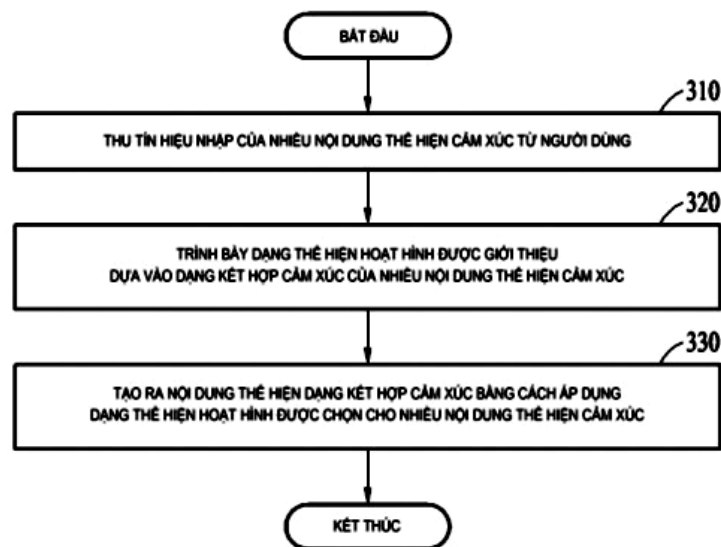 BẮT ĐẦU
310
THU TÍN HIỆU NHẬP CỦA NHIỀU NỘI DUNG THỂ HIỆN CẢM XÚC TỪ NGƯỜI DÙNG
320
TRÌNH BÀY DẠNG THỂ HIỆN HOẠT HÌNH ĐƯỢC GIỚI THIỆU
DỰA VÀO DẠNG KẾT HỢP CẢM XÚC CỦA NHIỀU NỘI DUNG THỂ HIỆN CẢM XÚC
330
TẠO RA NỘI DUNG THỂ HIỆN DẠNG KẾT HỢP CẢM XÚC BẰNG CÁCH ÁP DỤNG
DẠNG THỂ HIỆN HOẠT HÌNH ĐƯỢC CHỌN CHO NHIỀU NỘI DUNG THỂ HIỆN CẢM XÚC
KẾT THÚC